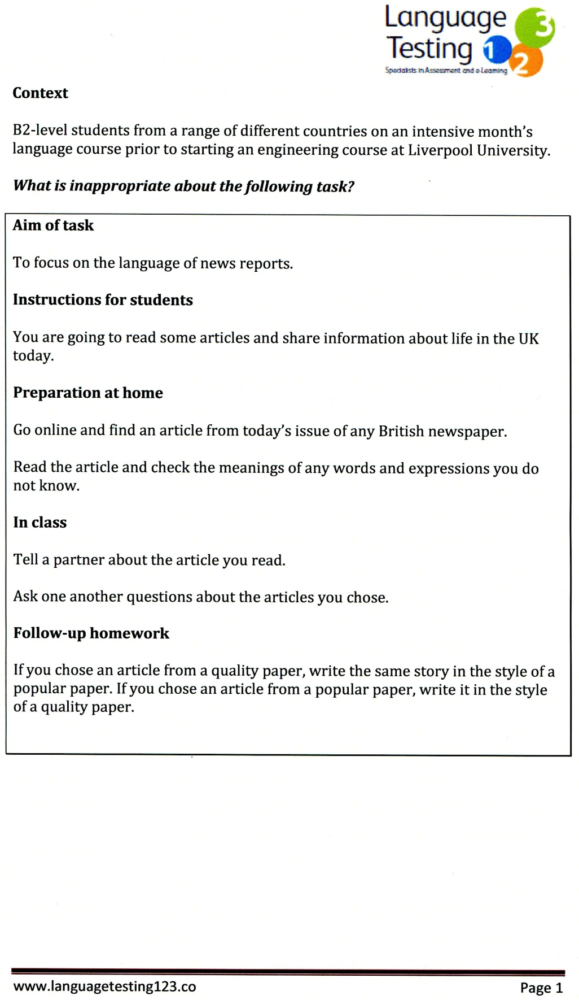 Language
Testing 1 2 3
Specialists in Assessment and e-Learning
Context
B2-level students from a range of different countries on an intensive month's
language course prior to starting an engineering course at Liverpool University.
What is inappropriate about the following task?
Aim of task
To focus on the language of news reports.
Instructions for students
You are going to read some articles and share information about life in the UK
today.
Preparation at home
Go online and find an article from today's issue of any British newspaper.
Read the article and check the meanings of any words and expressions you do
not know.
In class
Tell a partner about the article you read.
Ask one another questions about the articles you chose.
Follow-up homework
If you chose an article from a quality paper, write the same story in the style of a
popular paper. If you chose an article from a popular paper, write it in the style
of a quality paper.
www.languagetesting123.co
Page 1